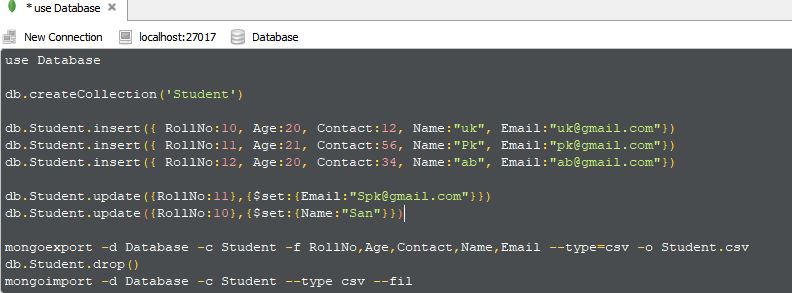 * use Database
New Connection localhost:27017 Database
use Database
db.createCollection('Student')
db.Student.insert({ RollNo:10, Age:20, Contact:12, Name:"uk", Email:"uk@gmail.com"})
db.Student.insert({ RollNo:11, Age:21, Contact:56, Name:"Pk", Email:"pk@gmail.com"})
db.Student.insert({ RollNo:12, Age:20, Contact:34, Name:"ab", Email:"ab@gmail.com"})
db.Student.update({RollNo:11},{$set:{Email:"Spk@gmail.com"}})
db.Student.update({RollNo:10},{$set:{Name:"San"}})
mongoexport -d Database -c Student -f RollNo,Age,Contact,Name,Email --type=csv -o Student.csv
db.Student.drop()
mongoimport -d Database -c Student --type csv --fil